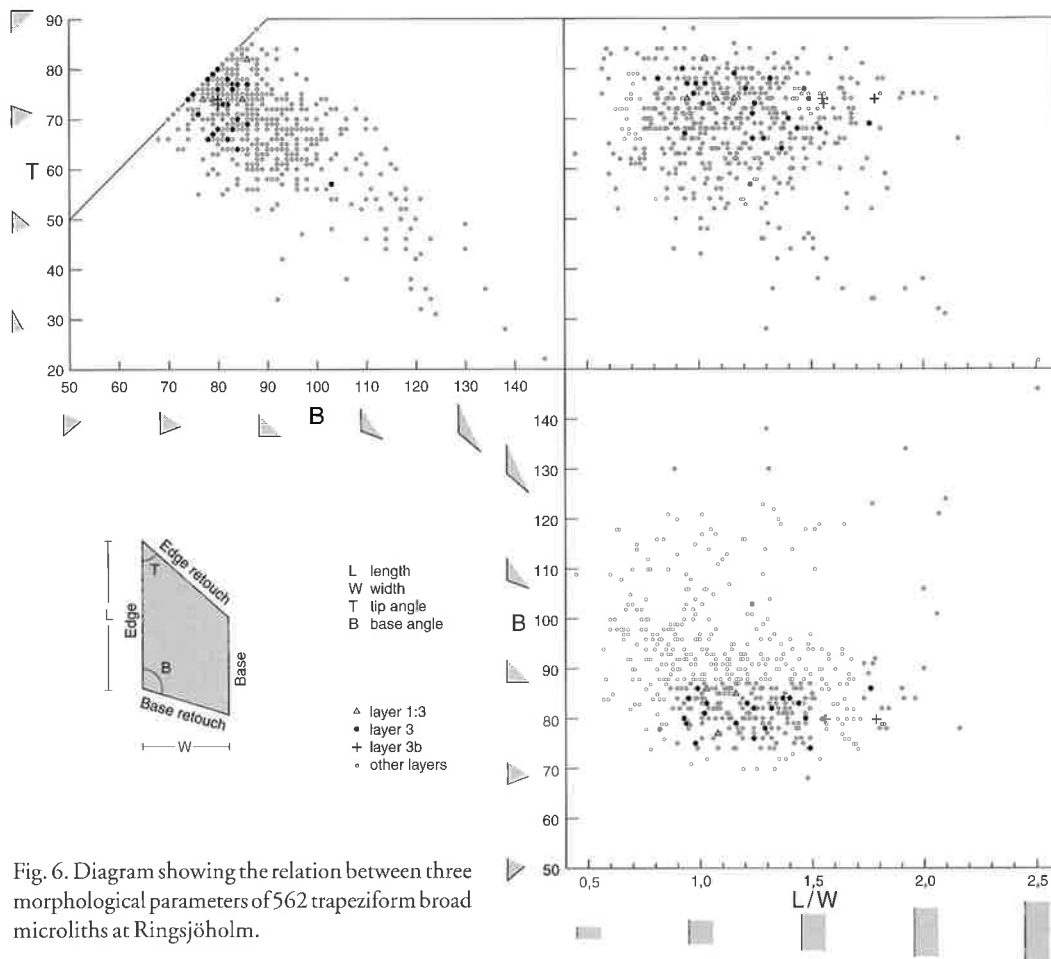 90
80
70
T
60
50
40
30
20
50 60 70 80 90 100 110 120 130 140
B
140
130
120
110
100
B
90
80
70
60
50
0,5 1,0 1,5 2,0 2,5
L/W
L
T
Edge retouch
Edge
B
Base
Base retouch
W
L length
W width
T tip angle
B base angle
△ layer 1:3
• layer 3
+ layer 3b
○ other layers
Fig. 6. Diagram showing the relation between three
morphological parameters of 562 trapeziform broad
microliths at Ringsjöholm.